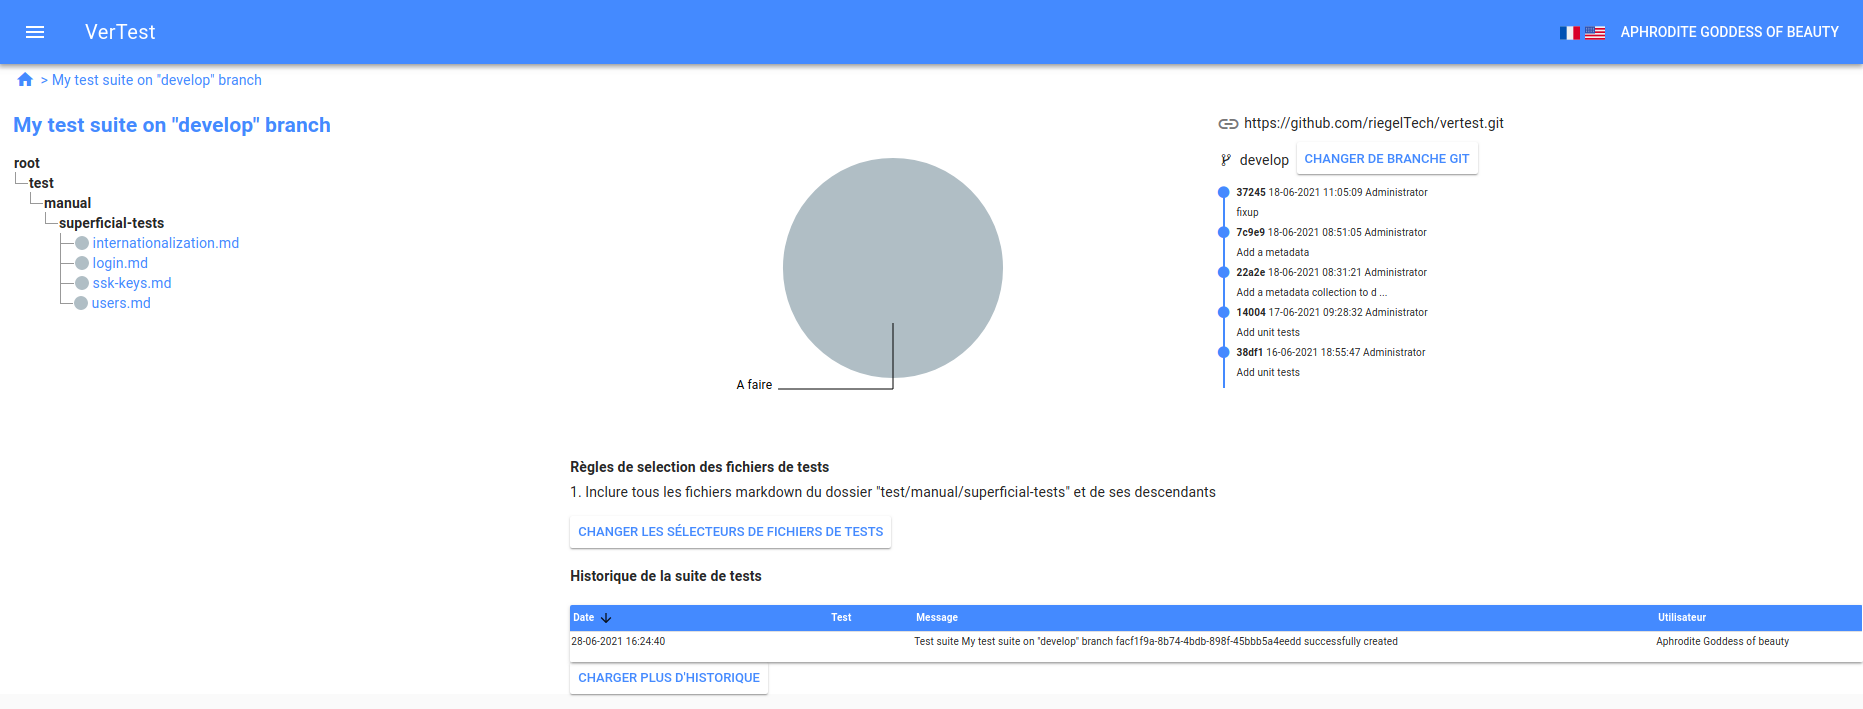 VerTest
APHRODITE GODDESS OF BEAUTY
> My test suite on "develop" branch
My test suite on "develop" branch
root
test
manual
superficial-tests
internationalization.md
login.md
ssk-keys.md
users.md
A faire
https://github.com/riegelTech/vertest.git
develop CHANGER DE BRANCHE GIT
37245 18-06-2021 11:05:09 Administrator
fixup
7c9e9 18-06-2021 08:51:05 Administrator
Add a metadata
22a2e 18-06-2021 08:31:21 Administrator
Add a metadata collection to d ...
14004 17-06-2021 09:28:32 Administrator
Add unit tests
38df1 16-06-2021 18:55:47 Administrator
Add unit tests
Règles de selection des fichiers de tests
1. Inclure tous les fichiers markdown du dossier "test/manual/superficial-tests" et de ses descendants
CHANGER LES SÉLECTEURS DE FICHIERS DE TESTS
Historique de la suite de tests
Date Test Message Utilisateur
28-06-2021 16:24:40 Test suite My test suite on "develop" branch facf1f9a-8b74-4bdb-898f-45bbb5a4eedd successfully created Aphrodite Goddess of beauty
CHARGER PLUS D'HISTORIQUE